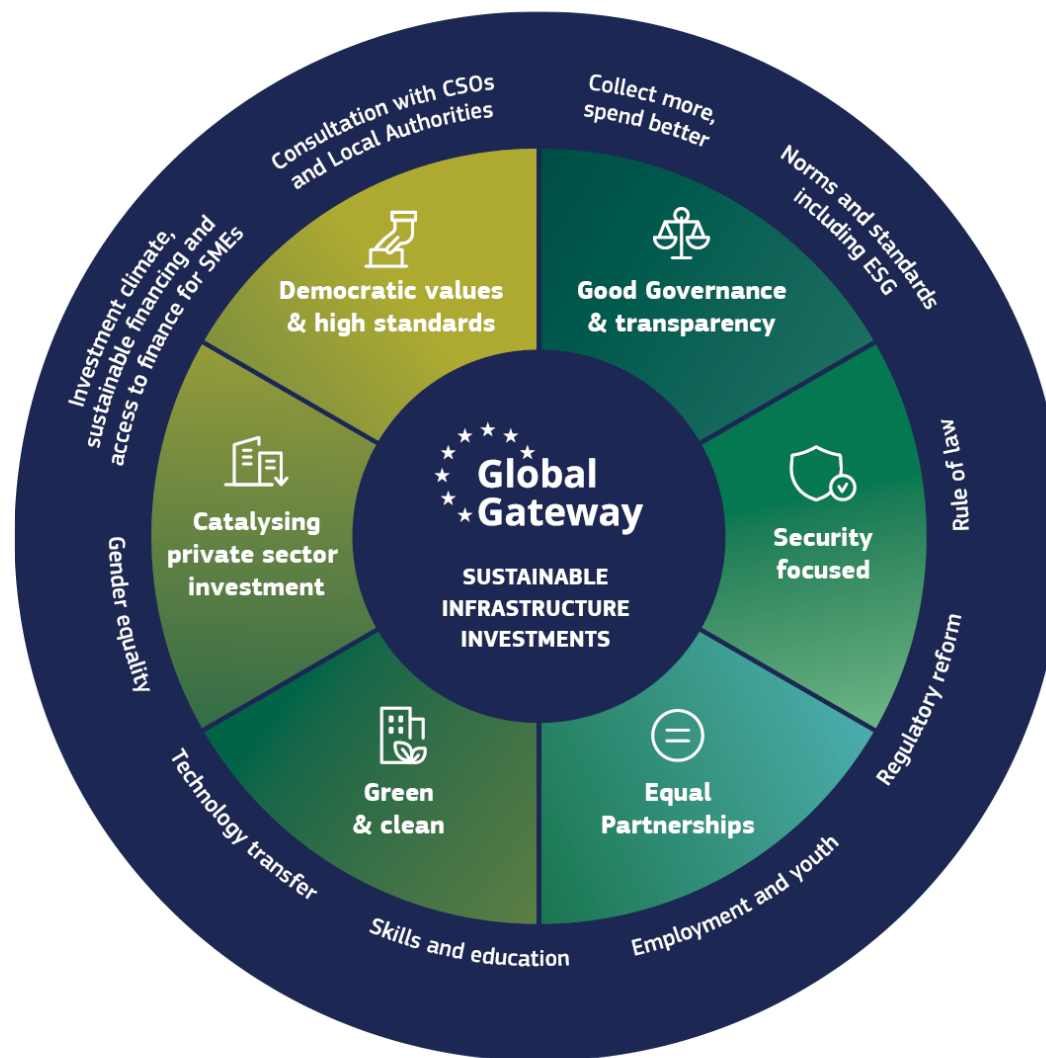 Consultation with CSOs
and Local Authorities
Collect more,
spend better
Norms and standards
including ESG
Rule of law
Regulatory reform
Employment and youth
Skills and education
Technology transfer
Gender equality
Investment climate,
sustainable financing and
access to finance for SMEs
Democratic values
& high standards
Good Governance
& transparency
Security
focused
Equal
Partnerships
Green
& clean
Catalysing
private sector
investment
Global
Gateway
SUSTAINABLE
INFRASTRUCTURE
INVESTMENTS